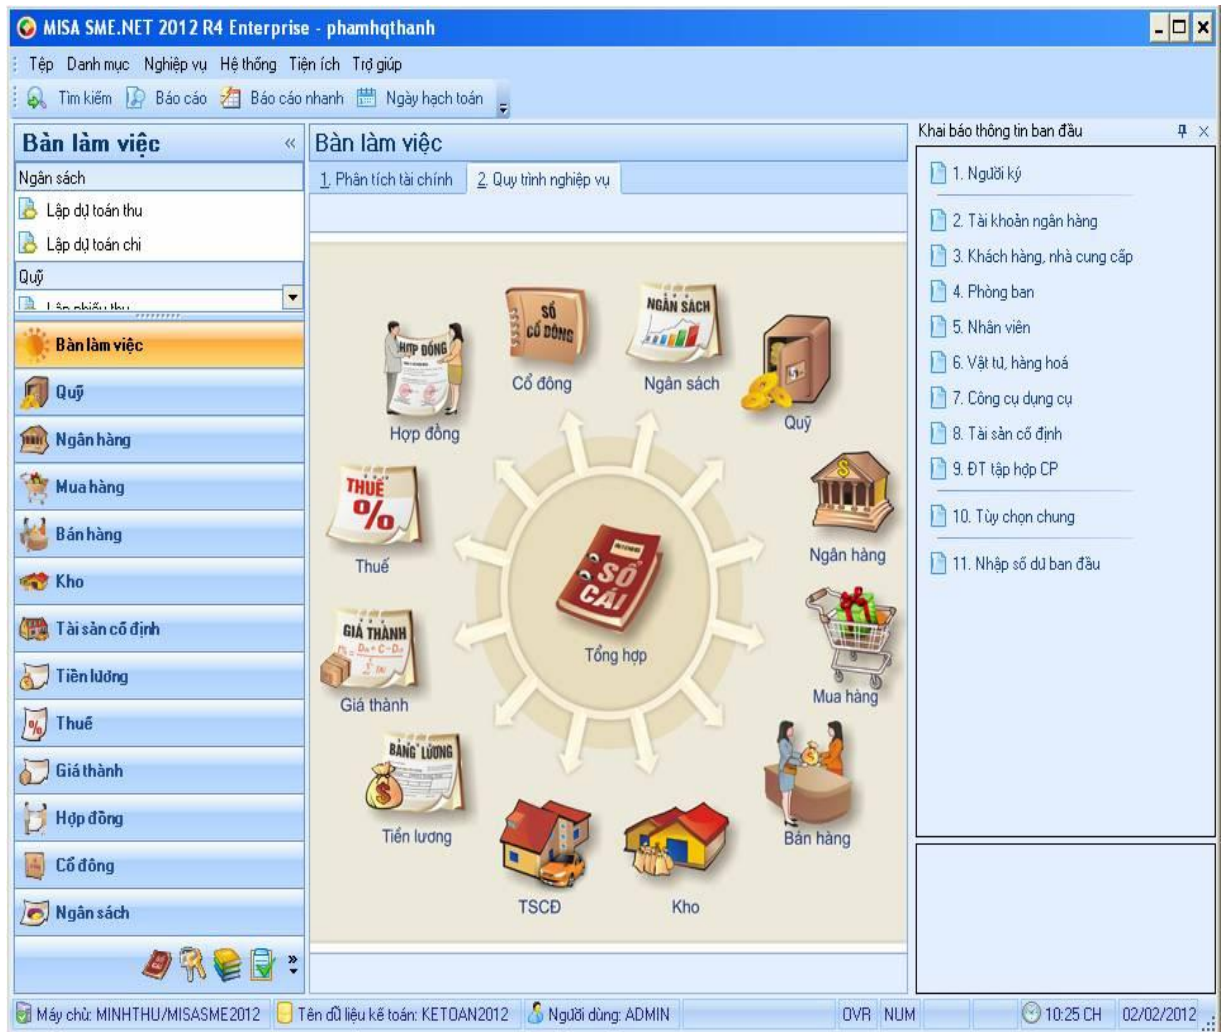 MISA SME.NET 2012 R4 Enterprise - phamhqthanh
Tệp Danh mục Nghiệp vụ Hệ thống Tiện ích Trợ giúp
Tìm kiếm Báo cáo Báo cáo nhanh Ngày hạch toán
Bàn làm việc
Ngân sách
Lập dự toán thu
Lập dự toán chi
Quỹ
Lập phiếu thu
Bàn làm việc
Quỹ
Ngân hàng
Mua hàng
Bán hàng
Kho
Tài sản cố định
Tiền lương
Thuế
Giá thành
Hợp đồng
Cổ đông
Ngân sách
Bàn làm việc
1. Phân tích tài chính 2. Quy trình nghiệp vụ
HỢP ĐỒNG
Hợp đồng
SỔ CỔ ĐÔNG
Cổ đông
NGÂN SÁCH
Ngân sách
Quỹ
THUẾ %
Thuế
Ngân hàng
SỔ CÁI
Tổng hợp
GIÁ THÀNH
Giá thành
Mua hàng
BẢNG LƯƠNG
Tiền lương
TSCĐ
Kho
Bán hàng
Khai báo thông tin ban đầu
1. Người ký
2. Tài khoản ngân hàng
3. Khách hàng, nhà cung cấp
4. Phòng ban
5. Nhân viên
6. Vật tư, hàng hoá
7. Công cụ dụng cụ
8. Tài sản cố định
9. ĐT tập hợp CP
10. Tùy chọn chung
11. Nhập số dư ban đầu
Máy chủ: MINHTHU/MISASME2012 Tên dữ liệu kế toán: KETOAN2012 Người dùng: ADMIN OVR NUM 10:25 CH 02/02/2012